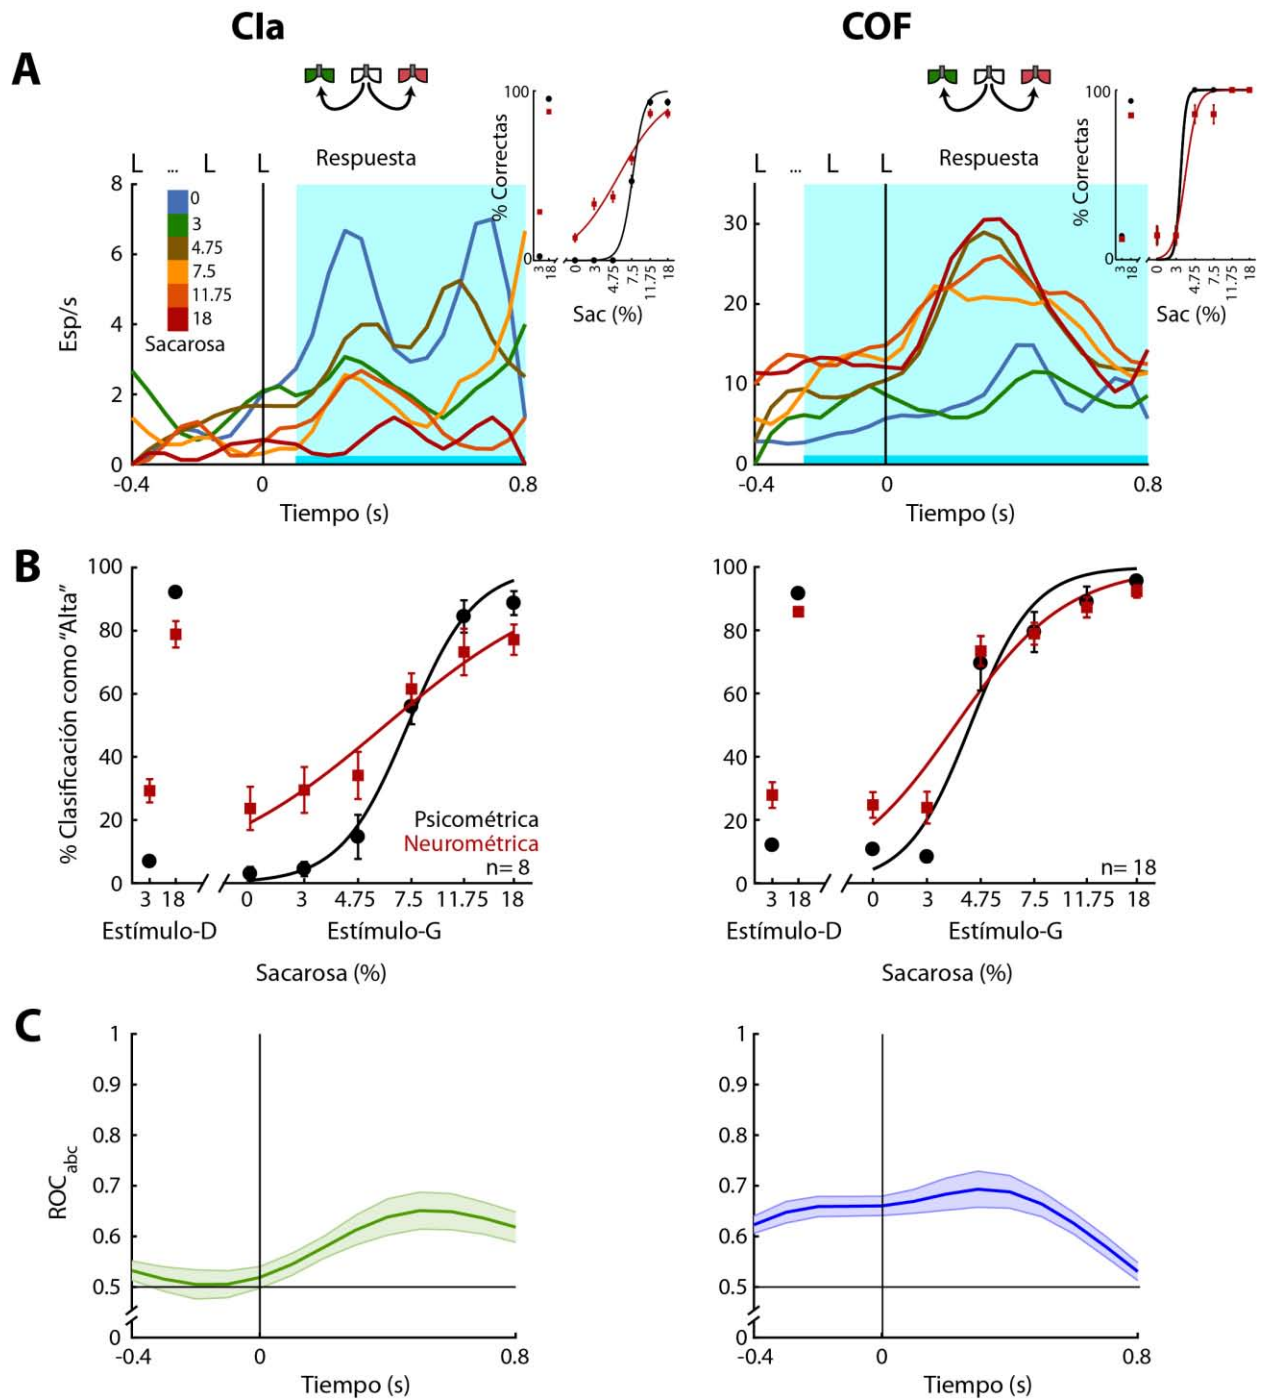 CIa
COF
A
L ... L L
Respuesta
8
6
4
2
0
Esp/s
0
3
4.75
7.5
11.75
18
Sacarosa
-0.4 0 0.8
Tiempo (s)
100
0
% Correctas
3 18 0 3 4.75 7.5 11.75 18
Sac (%)
L ... L L
Respuesta
30
20
10
0
-0.4 0 0.8
Tiempo (s)
100
0
% Correctas
3 18 0 3 4.75 7.5 11.75 18
Sac (%)
B
% Clasificación como “Alta”
100
80
60
40
20
0
Psicométrica
Neurométrica
n= 8
3 18 0 3 4.75 7.5 11.75 18
Estímulo-D Estímulo-G
Sacarosa (%)
100
80
60
40
20
0
n= 18
3 18 0 3 4.75 7.5 11.75 18
Estímulo-D Estímulo-G
Sacarosa (%)
C
ROCabc
1
0.9
0.8
0.7
0.6
0.5
0
-0.4 0 0.8
Tiempo (s)
1
0.9
0.8
0.7
0.6
0.5
0
-0.4 0 0.8
Tiempo (s)